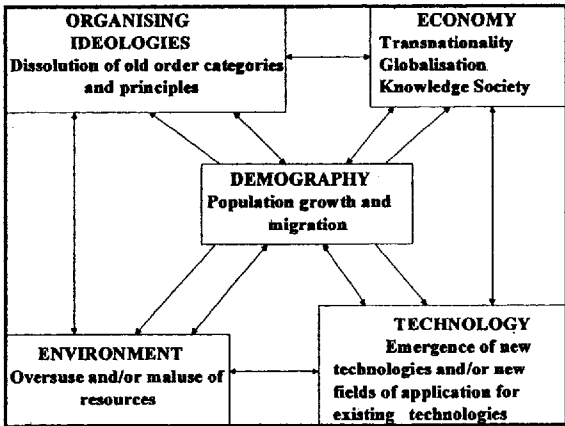 ORGANISING
IDEOLOGIES
Dissolution of old order categories
and principles
ECONOMY
Transnationality
Globalisation
Knowledge Society
DEMOGRAPHY
Population growth and
migration
ENVIRONMENT
Oversuse and/or maluse of
resources
TECHNOLOGY
Emergence of new
technologies and/or new
fields of application for
existing technologies